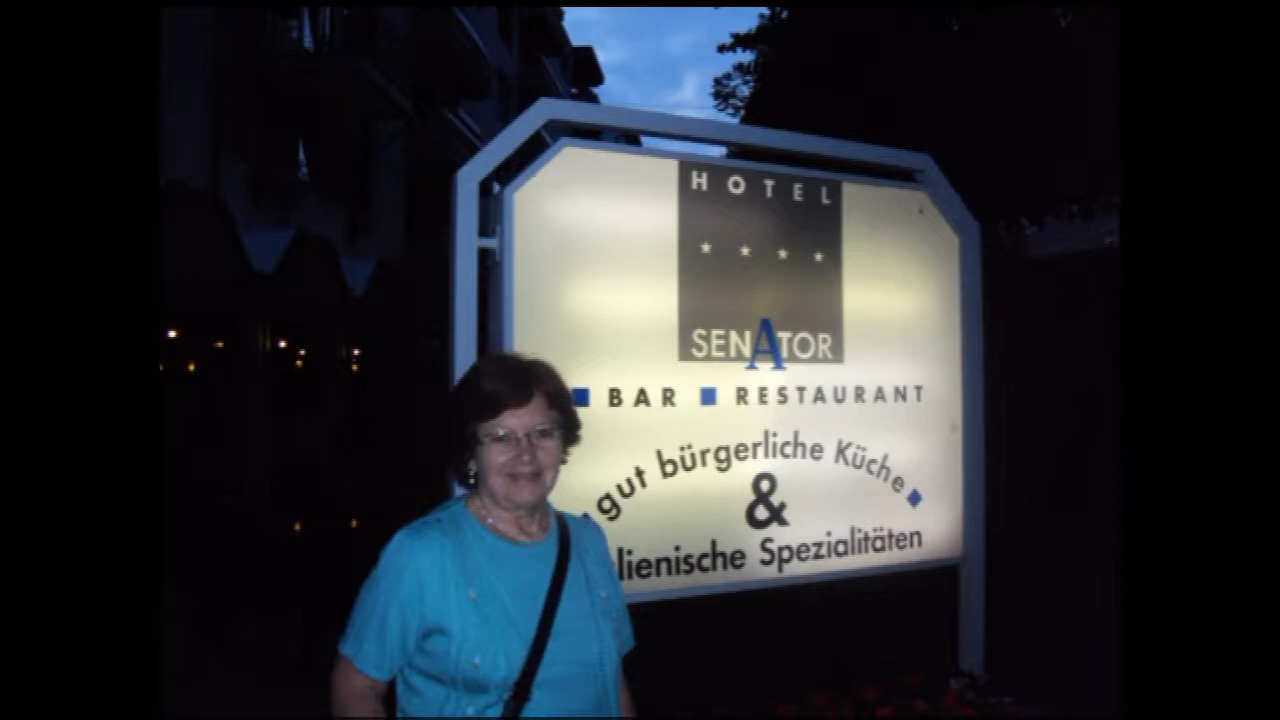 HOTEL
SENATOR
BAR RESTAURANT
gut bürgerliche Küche
&
lienische Spezialitäten